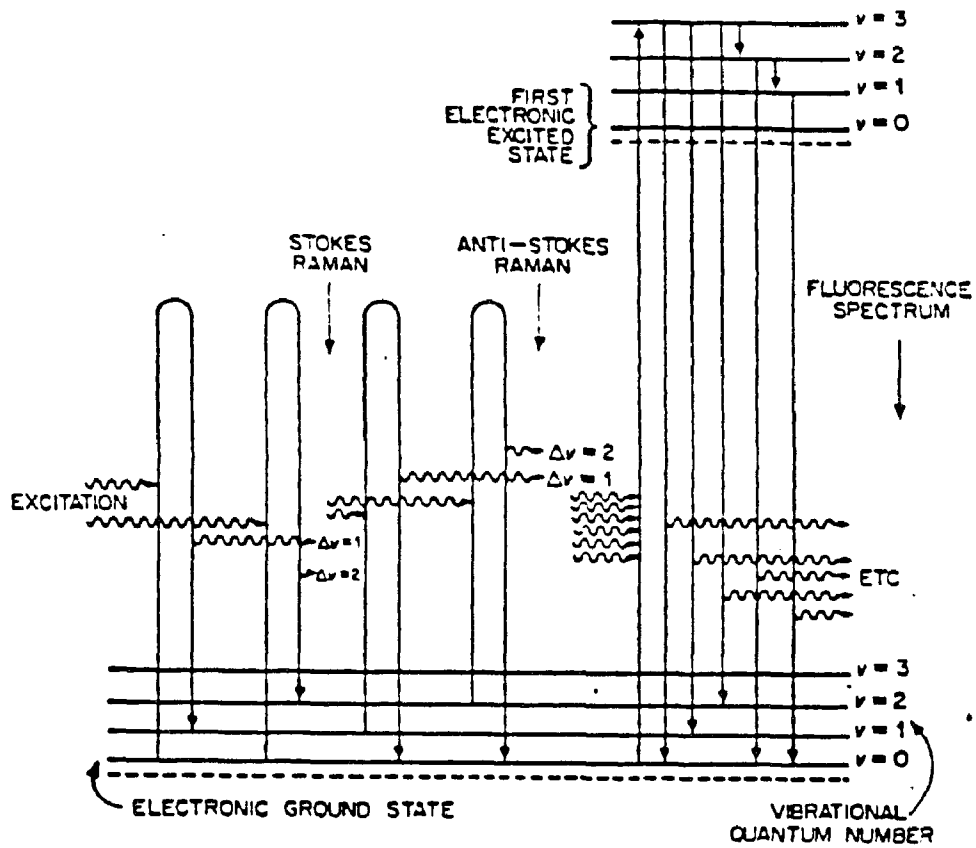 v = 3
v = 2
v = 1
v = 0
FIRST
ELECTRONIC
EXCITED
STATE
STOKES
RAMAN
ANTI-STOKES
RAMAN
FLUORESCENCE
SPECTRUM
Δv = 2
Δv = 1
EXCITATION
Δv=1
Δv=2
ETC
v = 3
v = 2
v = 1
v = 0
ELECTRONIC GROUND STATE
VIBRATIONAL
QUANTUM NUMBER